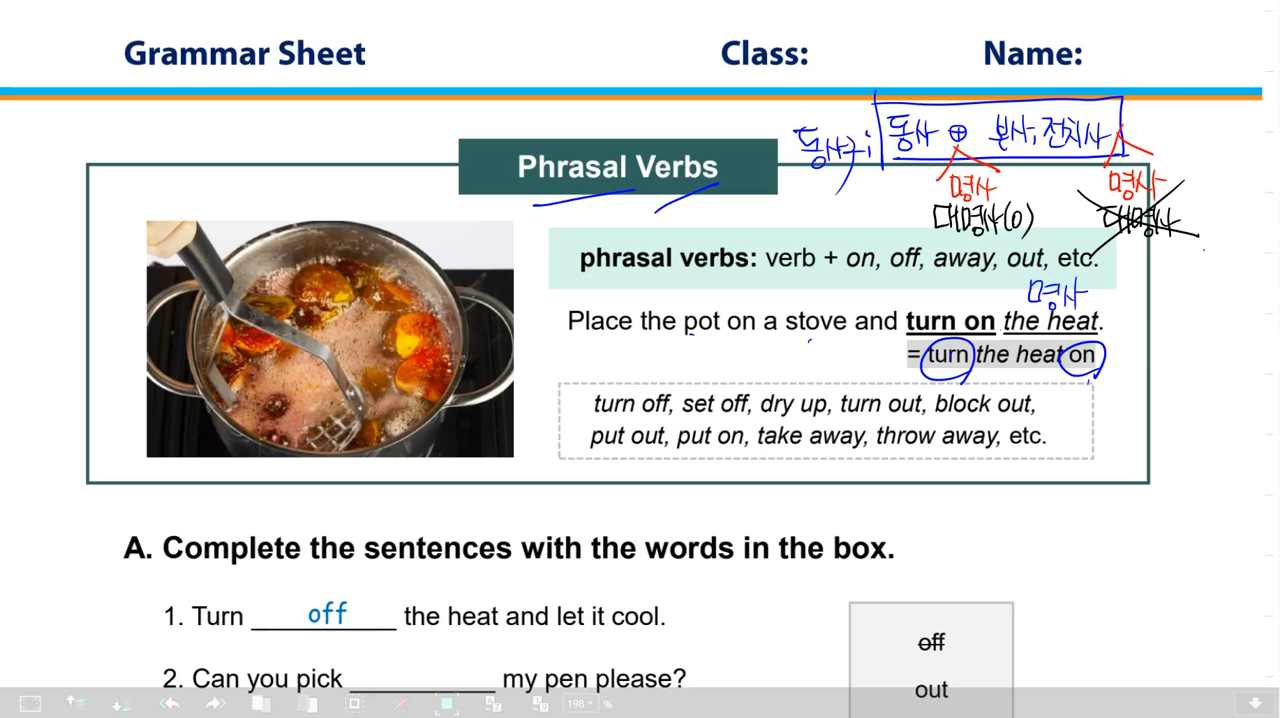 Grammar Sheet Class: Name:
동사구; 동사 ⊕ 부사, 전치사
Phrasal Verbs
명사 명사
대명사(o) 대명사
phrasal verbs: verb + on, off, away, out, etc.
명사
Place the pot on a stove and turn on the heat.
= turn the heat on
turn off, set off, dry up, turn out, block out,
put out, put on, take away, throw away, etc.
A. Complete the sentences with the words in the box.
1. Turn off the heat and let it cool.
off
2. Can you pick __________ my pen please?
out
198 %